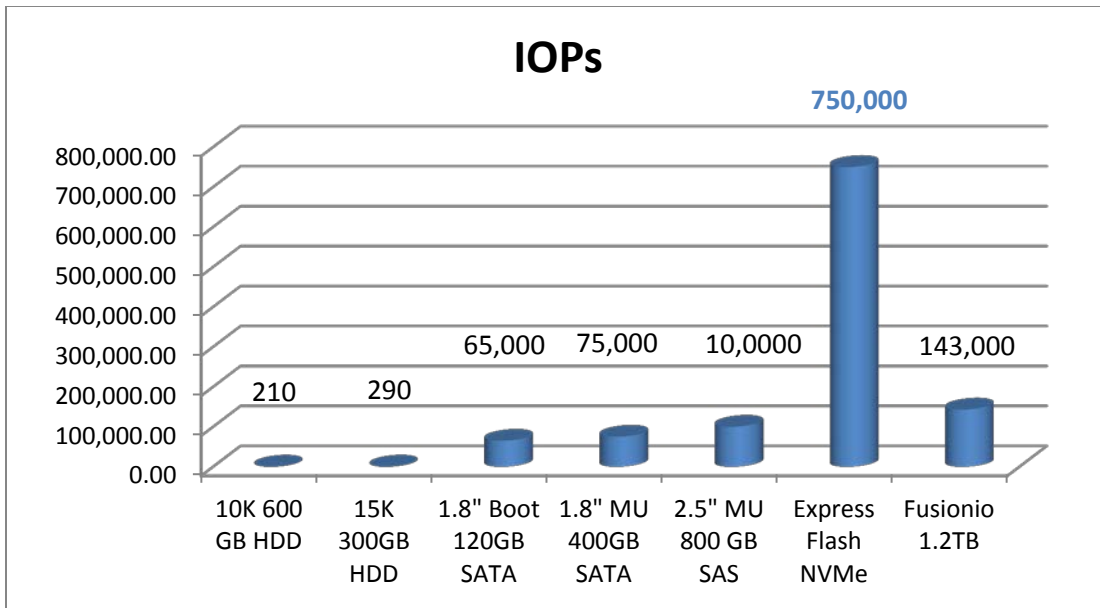 IOPs
750,000
800,000.00
700,000.00
600,000.00
500,000.00
400,000.00
300,000.00
200,000.00
100,000.00
0.00
210
290
65,000
75,000
10,0000
143,000
10K 600
GB HDD
15K
300GB
HDD
1.8" Boot
120GB
SATA
1.8" MU
400GB
SATA
2.5" MU
800 GB
SAS
Express
Flash
NVMe
Fusionio
1.2TB